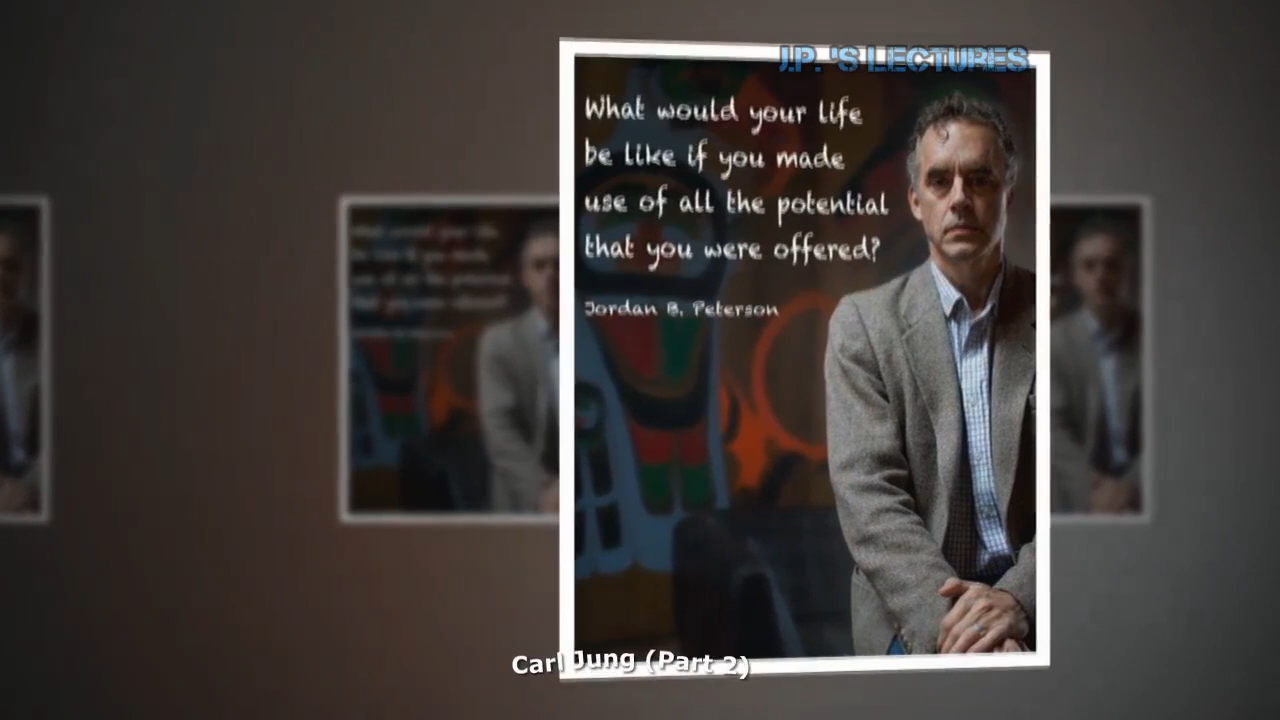 J.P. 'S LECTURES
What would your life
be like if you made
use of all the potential
that you were offered?
Jordan B. Peterson
Carl Jung (Part 2)